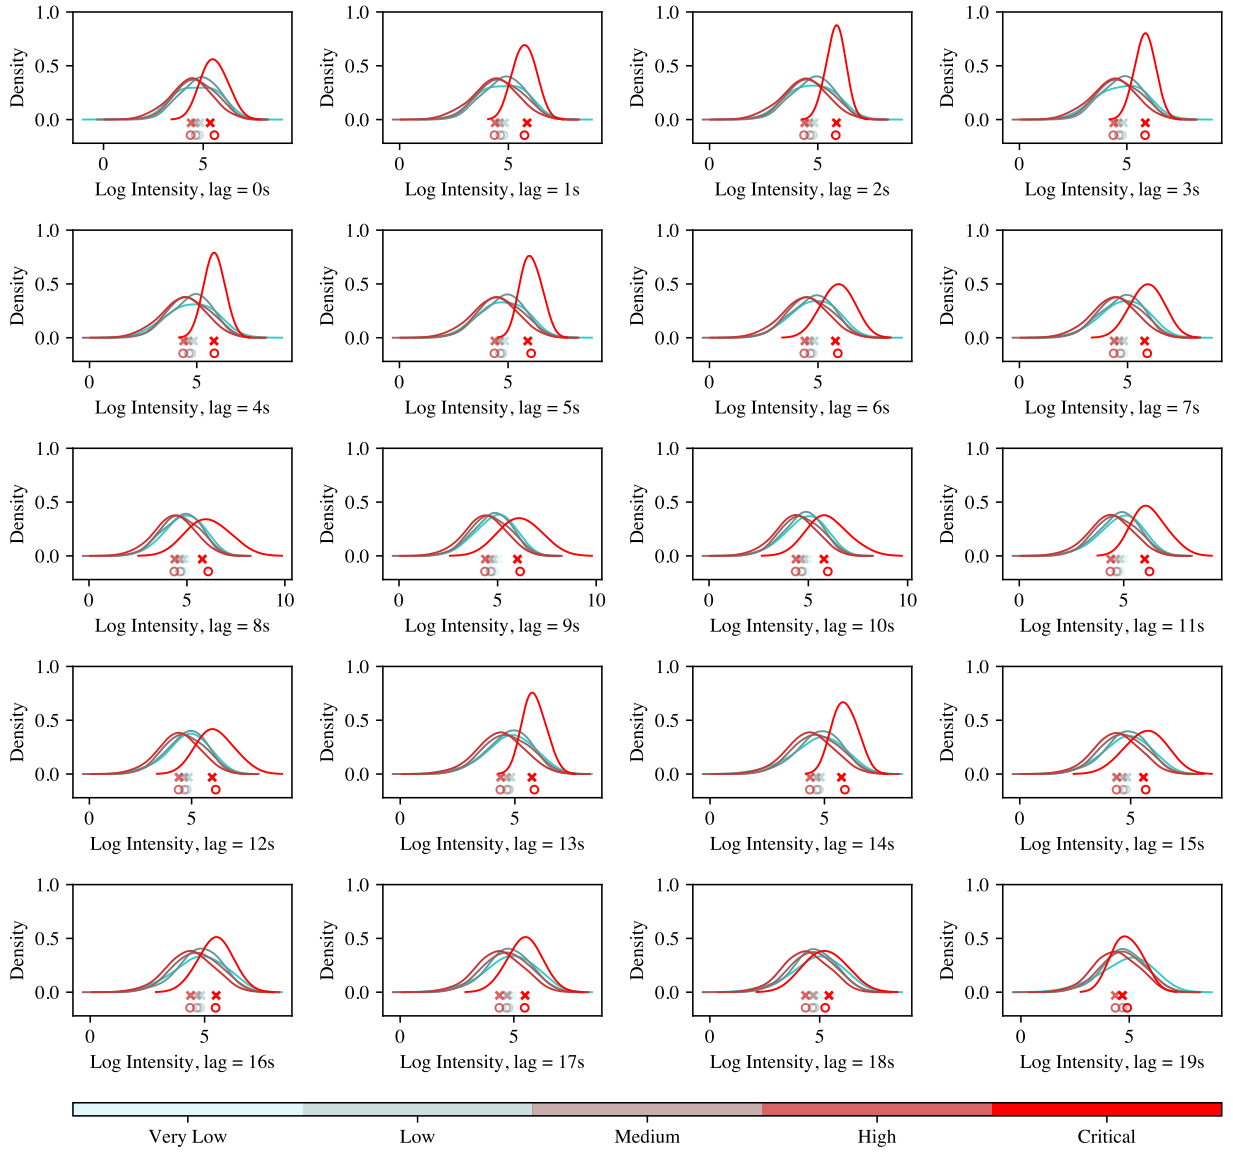 1.0 1.0 1.0 1.0
Density Density Density Density
0.5 0.5 0.5 0.5
0.0 0.0 0.0 0.0
0 5 0 5 0 5 0 5
Log Intensity, lag = 0s Log Intensity, lag = 1s Log Intensity, lag = 2s Log Intensity, lag = 3s
1.0 1.0 1.0 1.0
Density Density Density Density
0.5 0.5 0.5 0.5
0.0 0.0 0.0 0.0
0 5 0 5 0 5 0 5
Log Intensity, lag = 4s Log Intensity, lag = 5s Log Intensity, lag = 6s Log Intensity, lag = 7s
1.0 1.0 1.0 1.0
Density Density Density Density
0.5 0.5 0.5 0.5
0.0 0.0 0.0 0.0
0 5 10 0 5 10 0 5 10 0 5
Log Intensity, lag = 8s Log Intensity, lag = 9s Log Intensity, lag = 10s Log Intensity, lag = 11s
1.0 1.0 1.0 1.0
Density Density Density Density
0.5 0.5 0.5 0.5
0.0 0.0 0.0 0.0
0 5 0 5 0 5 0 5
Log Intensity, lag = 12s Log Intensity, lag = 13s Log Intensity, lag = 14s Log Intensity, lag = 15s
1.0 1.0 1.0 1.0
Density Density Density Density
0.5 0.5 0.5 0.5
0.0 0.0 0.0 0.0
0 5 0 5 0 5 0 5
Log Intensity, lag = 16s Log Intensity, lag = 17s Log Intensity, lag = 18s Log Intensity, lag = 19s
Very Low Low Medium High Critical